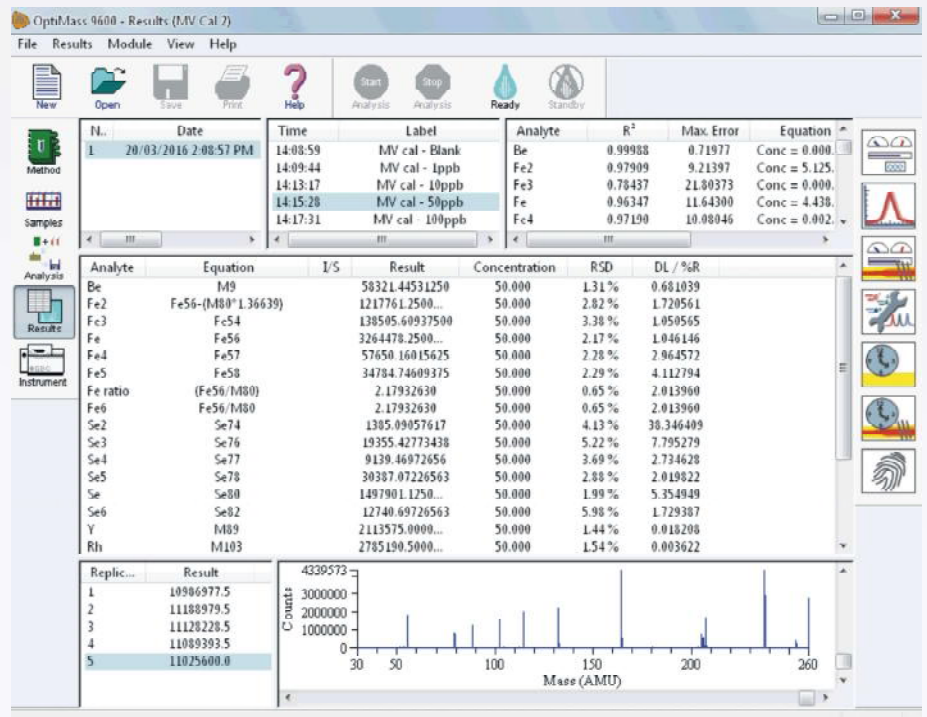 OptiMass 9600 - Results (MV Cal 2)
File Results Module View Help
New Open Save Print Help Start Analysis Stop Analysis Ready Standby
Method
Samples
Analysis
Results
Instrument
N.. Date
1 20/03/2016 2:08:57 PM
Time Label
14:08:59 MV cal - Blank
14:09:44 MV cal - 1ppb
14:13:17 MV cal - 10ppb
14:15:28 MV cal - 50ppb
14:17:31 MV cal - 100ppb
Analyte R² Max. Error Equation
Be 0.99988 0.71977 Conc = 0.000.
Fe2 0.97909 9.21397 Conc = 5.125.
Fe3 0.78437 21.80373 Conc = 0.000.
Fe 0.96347 11.64300 Conc = 4.438.
Fe4 0.97190 10.08046 Conc = 0.002.
Analyte Equation I/S Result Concentration RSD DL / %R
Be M9 58321.44531250 50.000 1.31 % 0.681039
Fe2 Fe56-(M80*1.36639) 1217761.2500... 50.000 2.82 % 1.720561
Fe3 Fe54 138505.60937500 50.000 3.38 % 1.050565
Fe Fe56 3264478.2500... 50.000 2.17 % 1.046146
Fe4 Fe57 57650.16015625 50.000 2.28 % 2.964572
Fe5 Fe58 34784.74609375 50.000 2.29 % 4.112794
Fe ratio (Fe56/M80) 2.17932630 50.000 0.65 % 2.013960
Fe6 Fe56/M80 2.17932630 50.000 0.65 % 2.013960
Se2 Se74 1385.09057617 50.000 4.13 % 38.346409
Se3 Se76 19355.42773438 50.000 5.22 % 7.795279
Se4 Se77 9139.46972656 50.000 3.69 % 2.734628
Se5 Se78 30387.07226563 50.000 2.88 % 2.019822
Se Se80 1497901.1250... 50.000 1.99 % 5.354949
Se6 Se82 12740.69726563 50.000 5.98 % 1.729387
Y M89 2113575.0000... 50.000 1.44 % 0.018208
Rh M103 2785190.5000... 50.000 1.54 % 0.003622
Replic... Result
1 10986977.5
2 11188979.5
3 11128228.5
4 11089393.5
5 11025600.0
Counts
4339573
3000000
2000000
1000000
0
30 50 100 150 200 260
Mass (AMU)